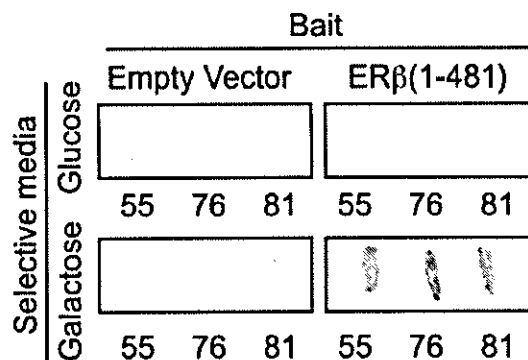 Bait
Empty Vector ERβ(1-481)
Selective media
Glucose
55 76 81 55 76 81
Galactose
55 76 81 55 76 81